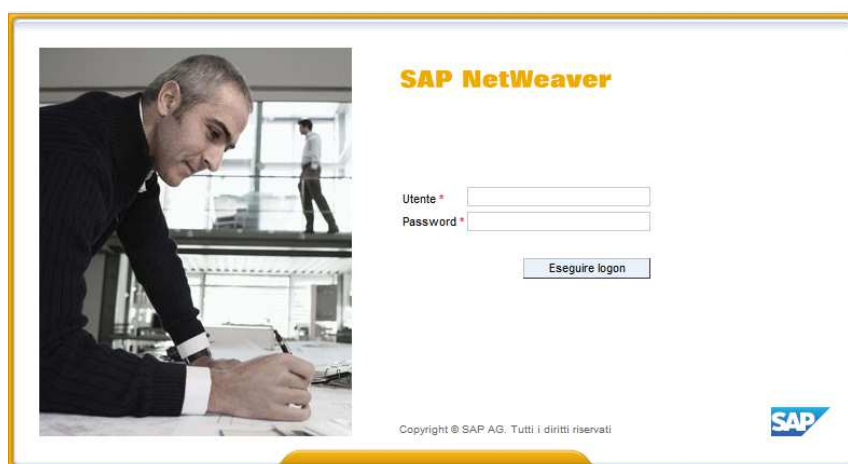 SAP NetWeaver
Utente *
Password *
Eseguire logon
Copyright © SAP AG. Tutti i diritti riservati
SAP